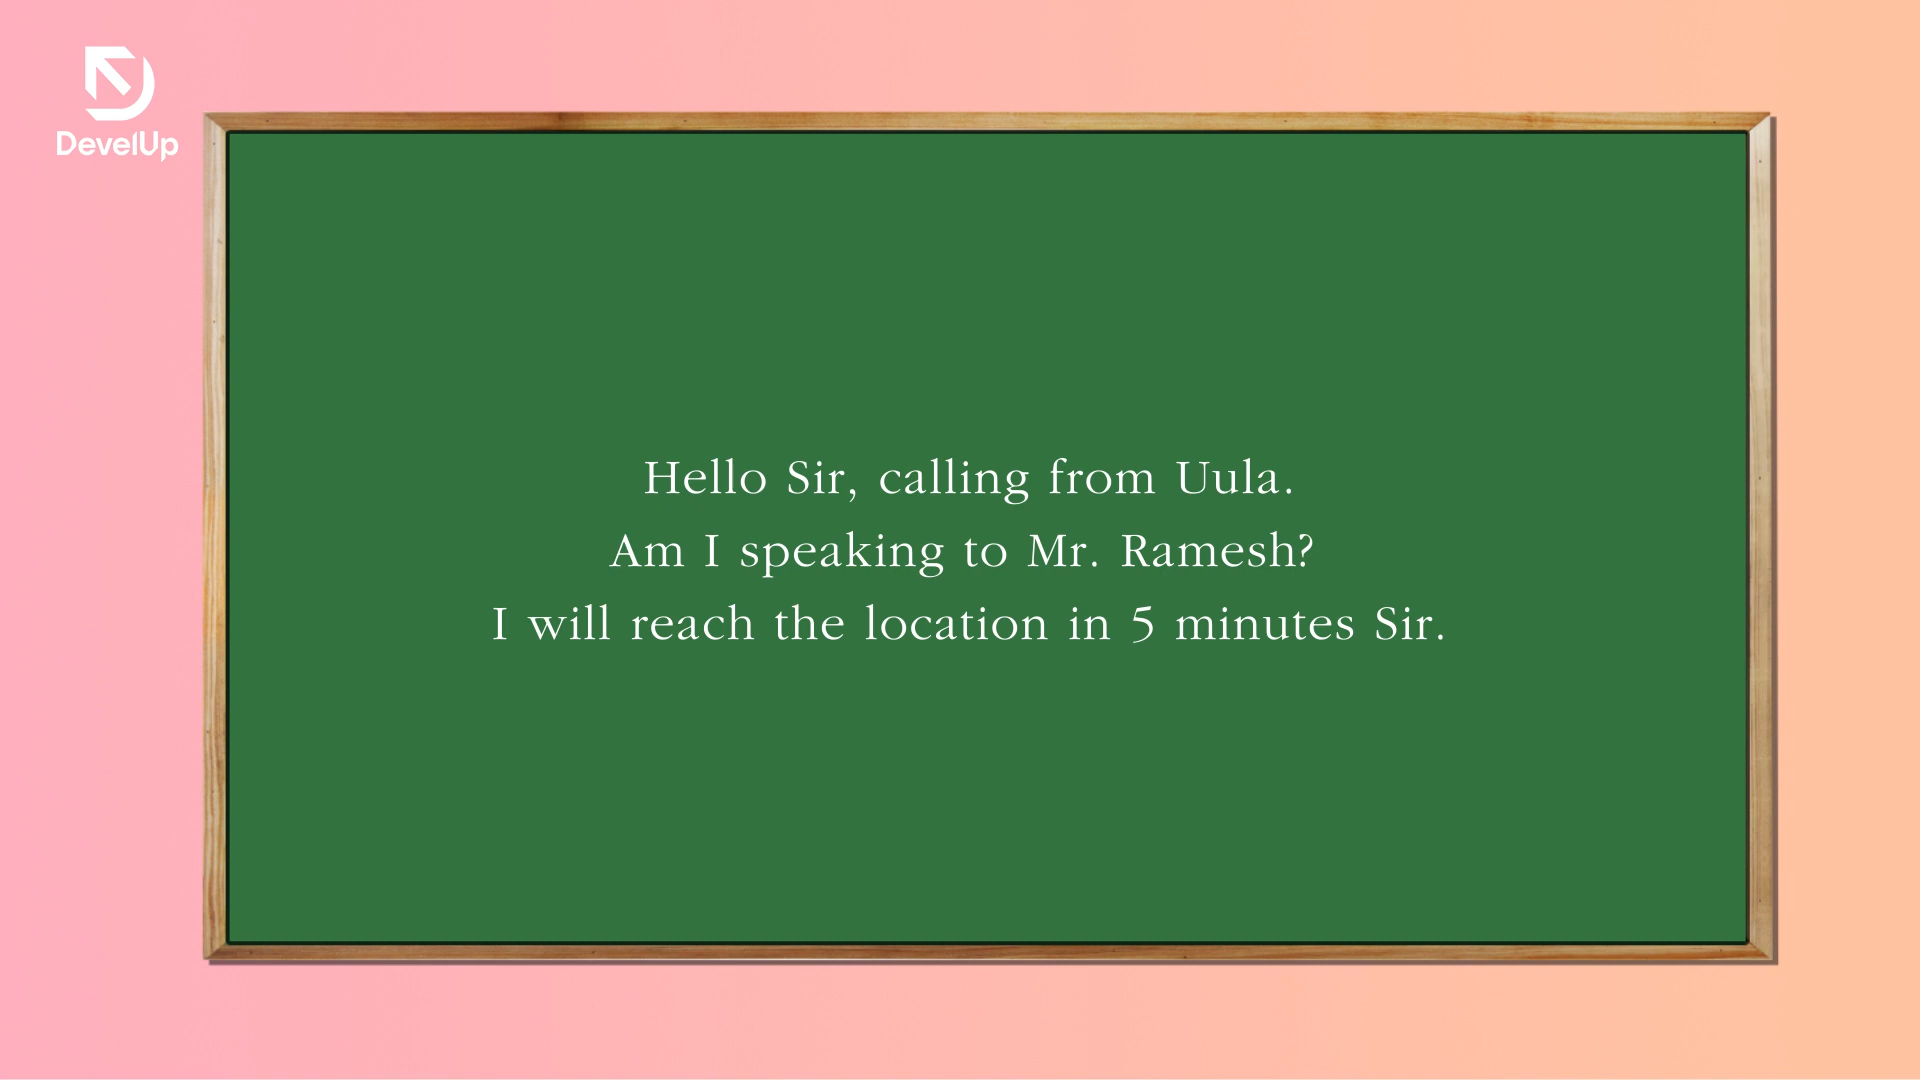 DevelUp
Hello Sir, calling from Uula.
Am I speaking to Mr. Ramesh?
I will reach the location in 5 minutes Sir.